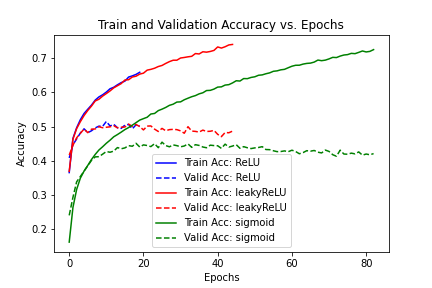 Train and Validation Accuracy vs. Epochs
Accuracy
0.7
0.6
0.5
0.4
0.3
0.2
Train Acc: ReLU
Valid Acc: ReLU
Train Acc: leakyReLU
Valid Acc: leakyReLU
Train Acc: sigmoid
Valid Acc: sigmoid
0 20 40 60 80
Epochs